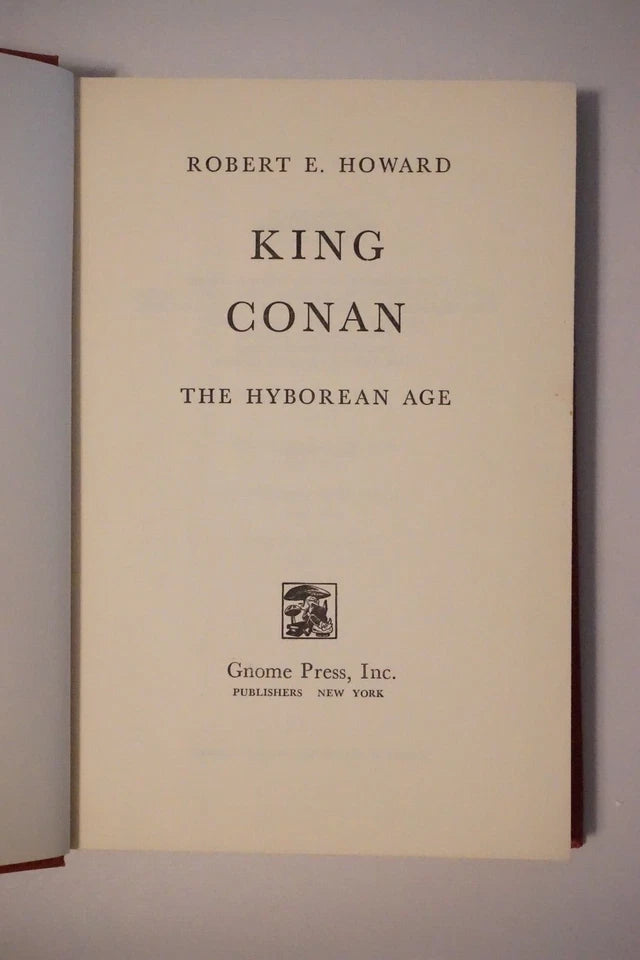 ROBERT E. HOWARD
KING
CONAN
THE HYBOREAN AGE
Gnome Press, Inc.
PUBLISHERS NEW YORK